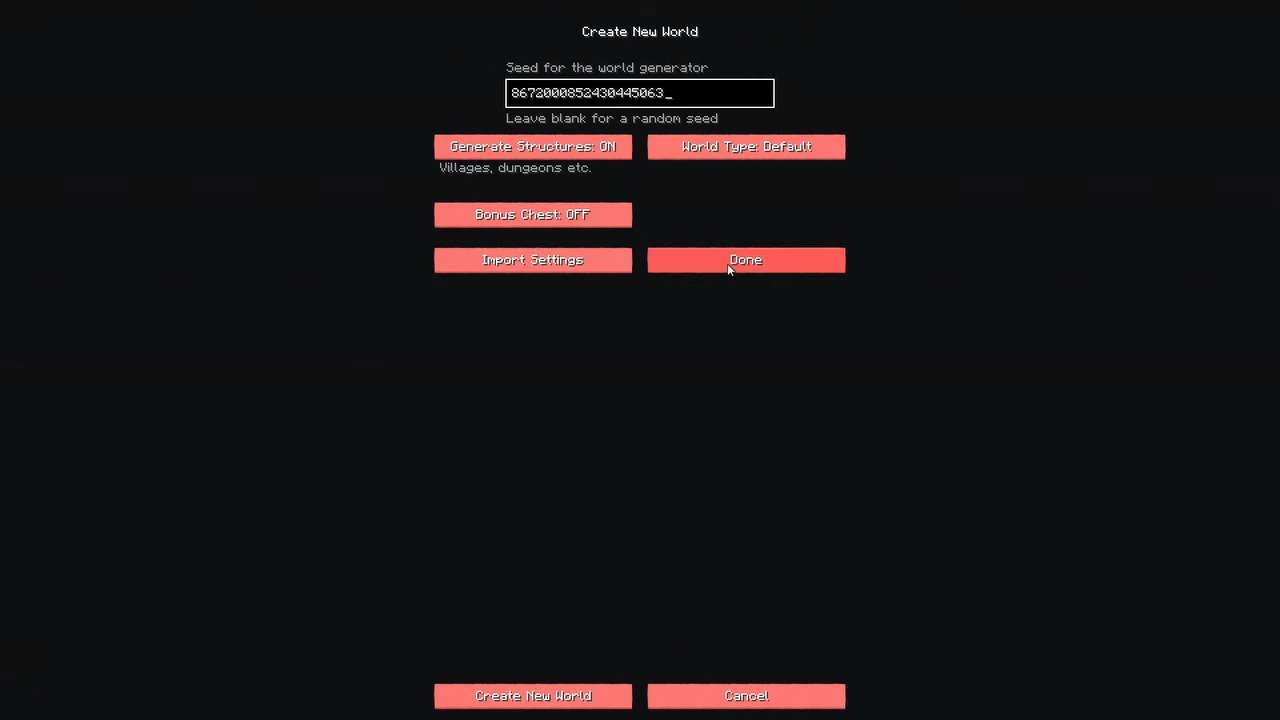 Create New World
Seed for the world generator
8672000852430445063_
Leave blank for a random seed
Generate Structures: ON
World Type: Default
Villages, dungeons etc.
Bonus Chest: OFF
Import Settings
Done
Create New World
Cancel